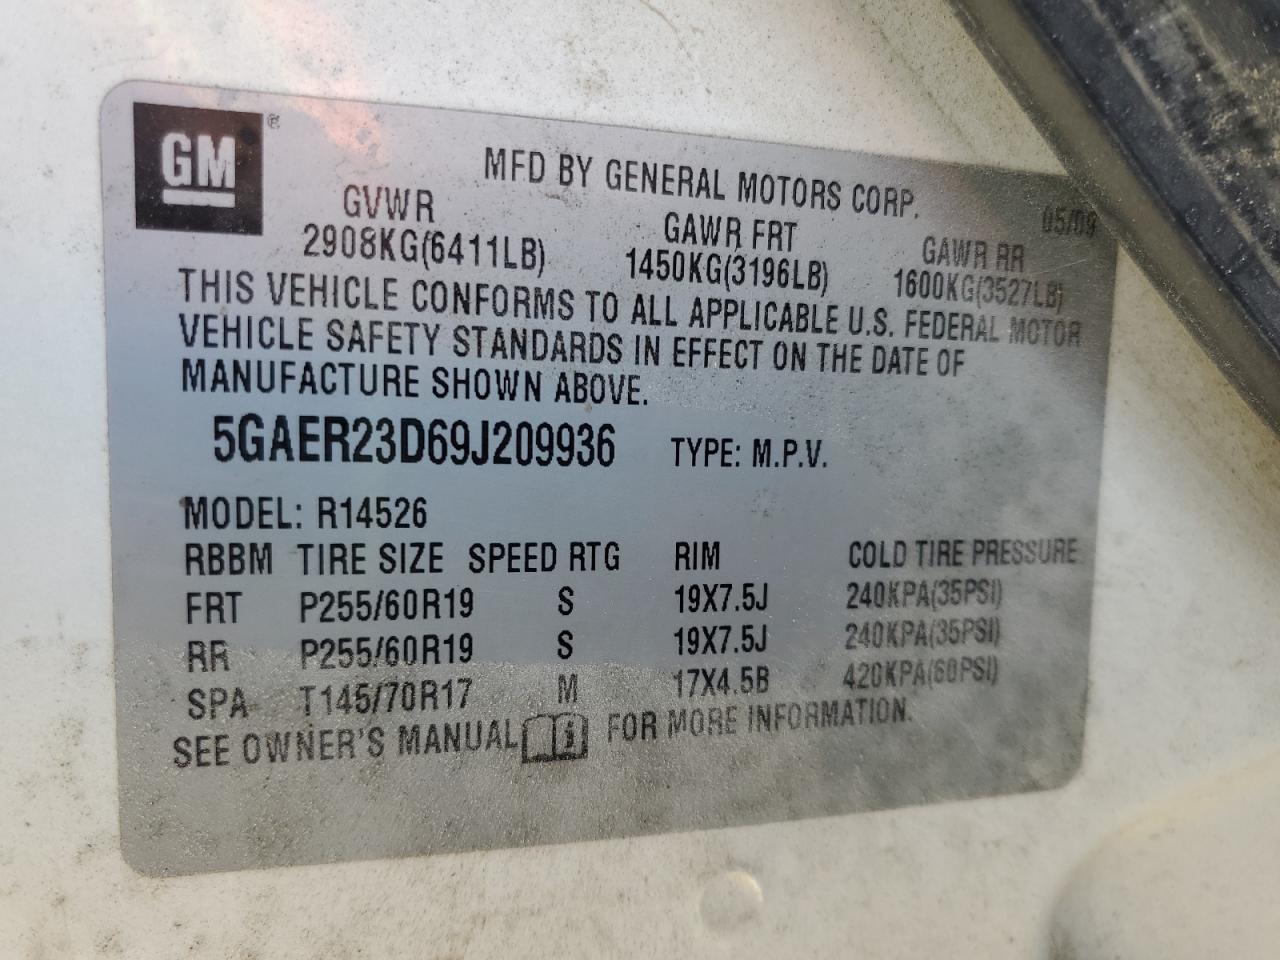 GM ®
MFD BY GENERAL MOTORS CORP. 05/09
GVWR GAWR FRT GAWR RR
2908KG(6411LB) 1450KG(3196LB) 1600KG(3527LB)
THIS VEHICLE CONFORMS TO ALL APPLICABLE U.S. FEDERAL MOTOR
VEHICLE SAFETY STANDARDS IN EFFECT ON THE DATE OF
MANUFACTURE SHOWN ABOVE.
5GAER23D69J209936 TYPE: M.P.V.
MODEL: R14526
RBBM TIRE SIZE SPEED RTG RIM COLD TIRE PRESSURE
FRT P255/60R19 S 19X7.5J 240KPA(35PSI)
RR P255/60R19 S 19X7.5J 240KPA(35PSI)
SPA T145/70R17 M 17X4.5B 420KPA(60PSI)
SEE OWNER'S MANUAL i FOR MORE INFORMATION.